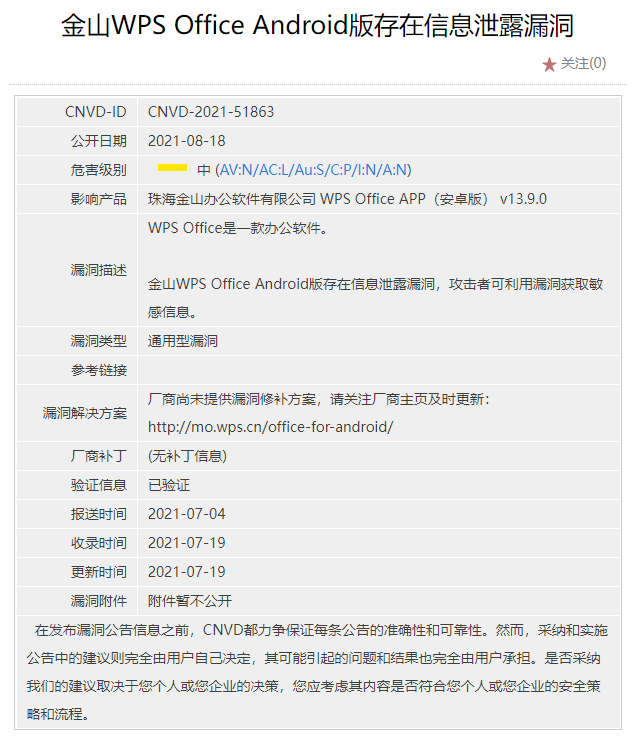 金山WPS Office Android版存在信息泄露漏洞
关注(0)
CNVD-ID CNVD-2021-51863
公开日期 2021-08-18
危害级别 中 (AV:N/AC:L/Au:S/C:P/I:N/A:N)
影响产品 珠海金山办公软件有限公司 WPS Office APP（安卓版） v13.9.0
WPS Office是一款办公软件。
漏洞描述
金山WPS Office Android版存在信息泄露漏洞，攻击者可利用漏洞获取敏
感信息。
漏洞类型 通用型漏洞
参考链接
漏洞解决方案
厂商尚未提供漏洞修补方案，请关注厂商主页及时更新：
http://mo.wps.cn/office-for-android/
厂商补丁 (无补丁信息)
验证信息 已验证
报送时间 2021-07-04
收录时间 2021-07-19
更新时间 2021-07-19
漏洞附件 附件暂不公开
在发布漏洞公告信息之前，CNVD都力争保证每条公告的准确性和可靠性。然而，采纳和实施
公告中的建议则完全由用户自己决定，其可能引起的问题和结果也完全由用户承担。是否采纳
我们的建议取决于您个人或您企业的决策，您应考虑其内容是否符合您个人或您企业的安全策
略和流程。